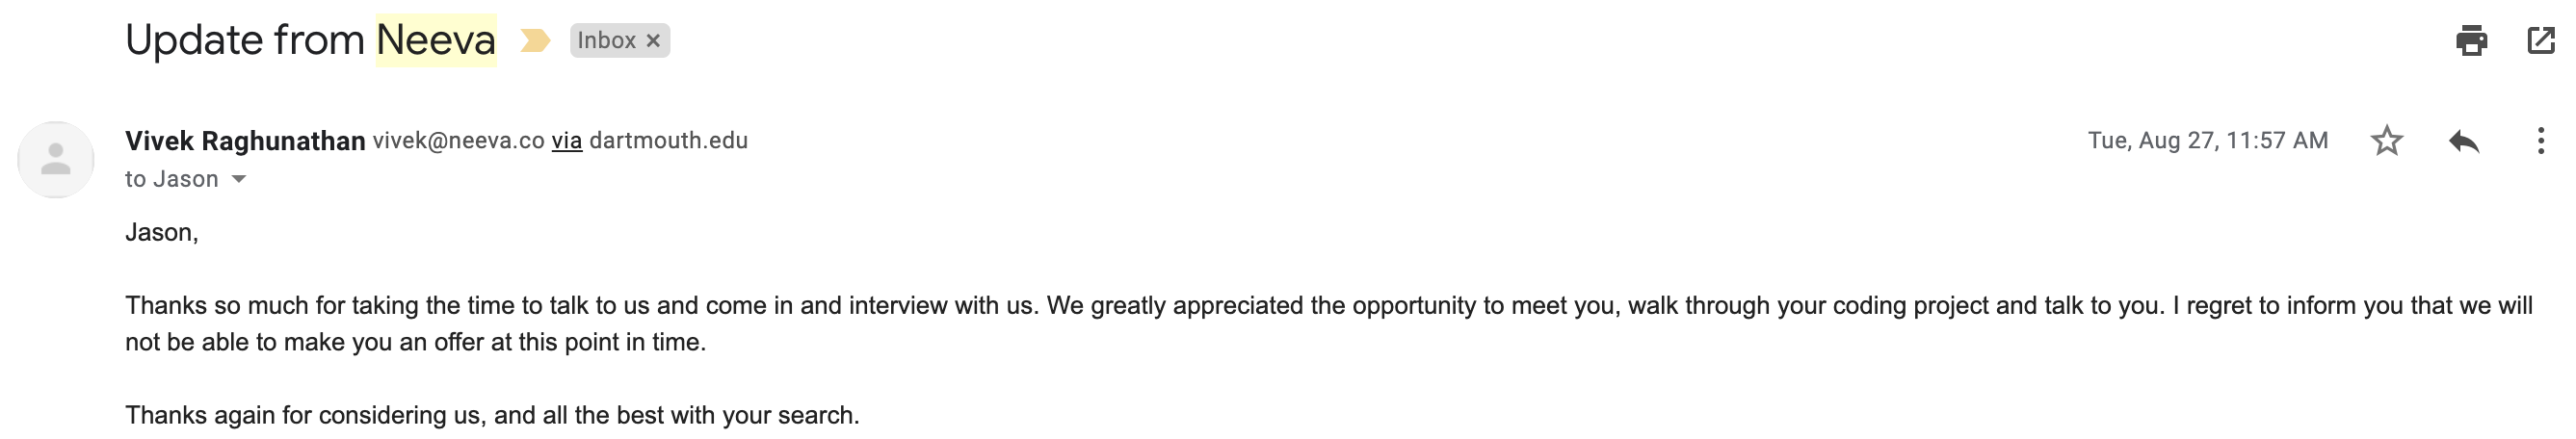 Update from Neeva Inbox ×
Vivek Raghunathan vivek@neeva.co via dartmouth.edu Tue, Aug 27, 11:57 AM
to Jason
Jason,
Thanks so much for taking the time to talk to us and come in and interview with us. We greatly appreciated the opportunity to meet you, walk through your coding project and talk to you. I regret to inform you that we will
not be able to make you an offer at this point in time.
Thanks again for considering us, and all the best with your search.